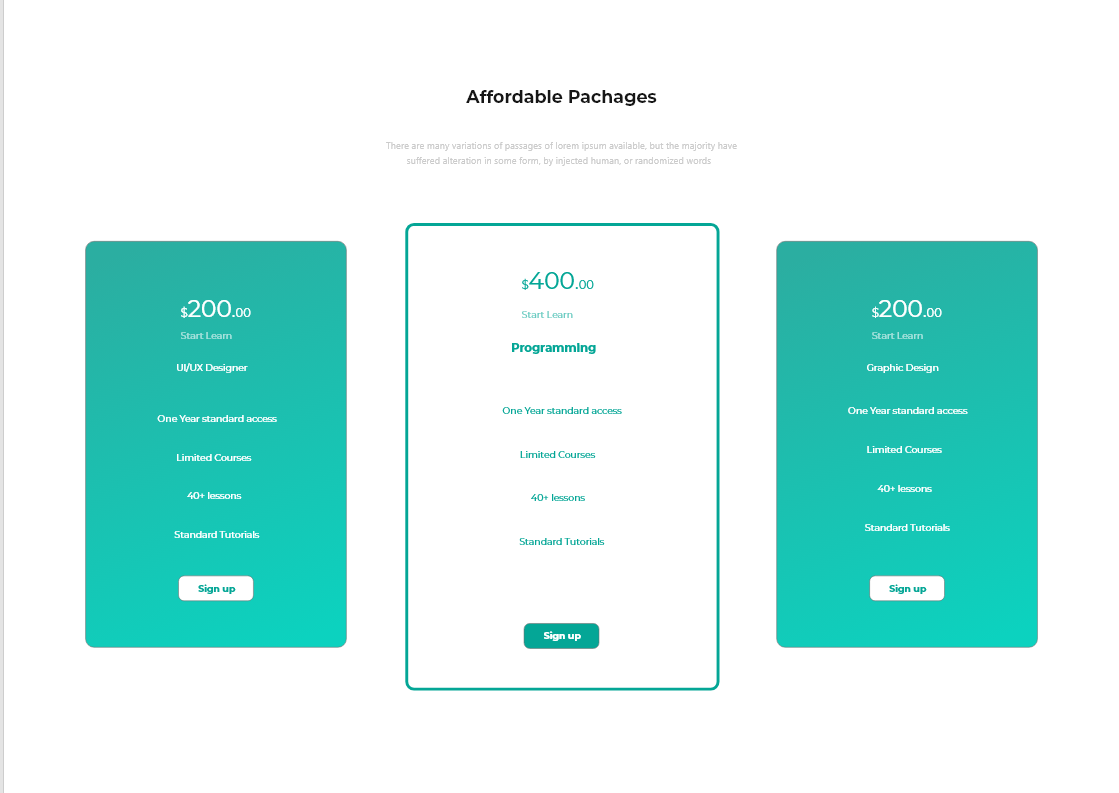 Affordable Pachages
There are many variations of passages of lorem ipsum available, but the majority have
suffered alteration in some form, by injected human, or randomized words
$200.00
Start Learn
UI/UX Designer
One Year standard access
Limited Courses
40+ lessons
Standard Tutorials
Sign up
$400.00
Start Learn
Programming
One Year standard access
Limited Courses
40+ lessons
Standard Tutorials
Sign up
$200.00
Start Learn
Graphic Design
One Year standard access
Limited Courses
40+ lessons
Standard Tutorials
Sign up